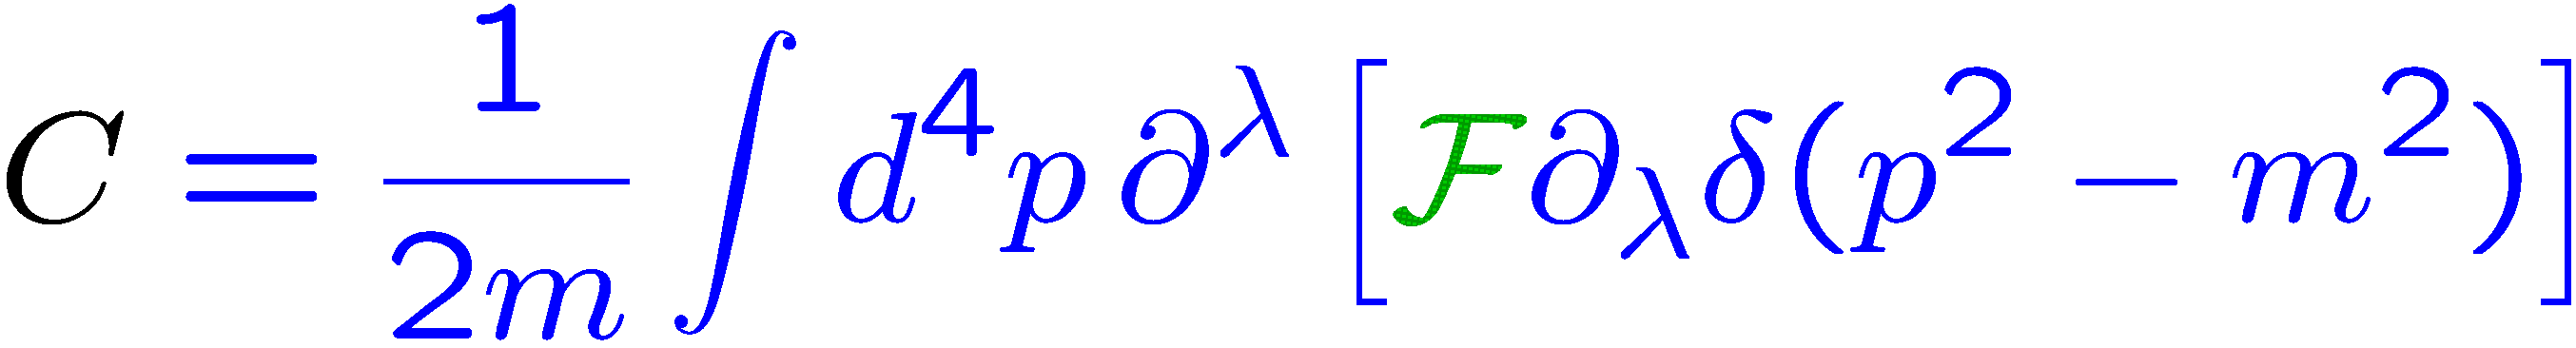 C = \frac{1}{2m} \int d^4p \, \partial^\lambda \left[ \mathcal{F} \partial_\lambda \delta(p^2 - m^2) \right]